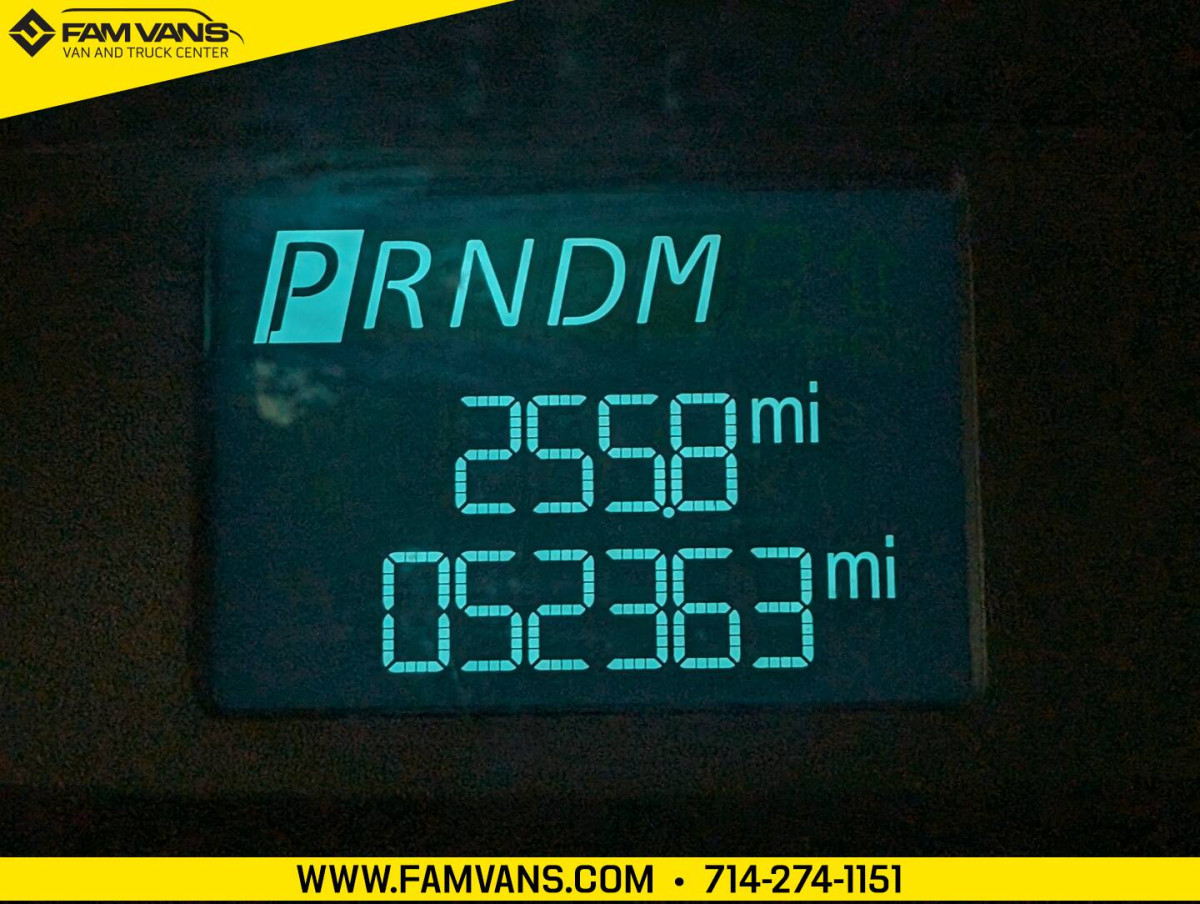 FAM VANS
VAN AND TRUCK CENTER
PRNDM
255.8 mi
052363 mi
WWW.FAMVANS.COM • 714-274-1151